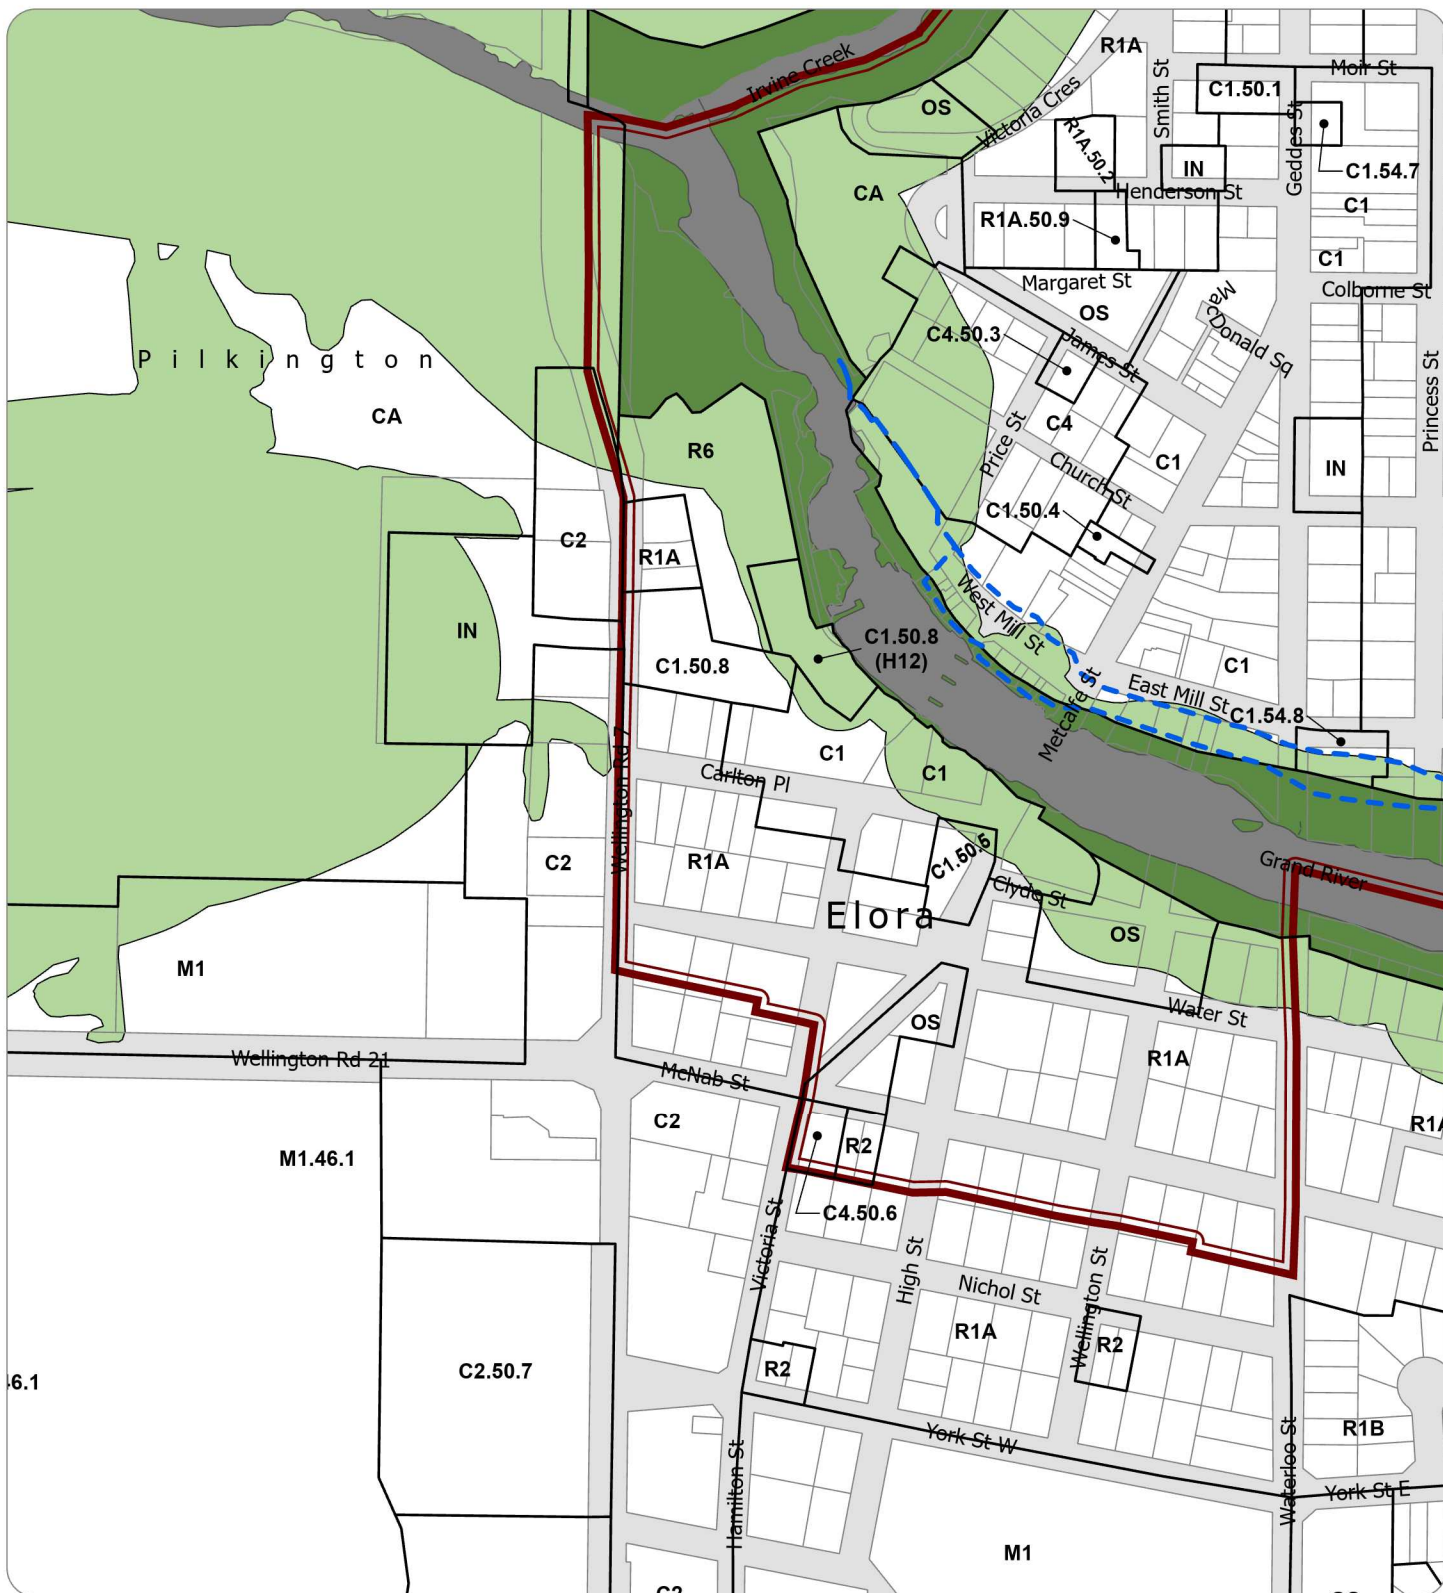 Irvine Creek
R1A
Moir St
C1.50.1
Smith St
OS
Victoria Cres
Geddes St
R1A.50.2
IN
C1.54.7
CA
Henderson St
C1
R1A.50.9
C1
Margaret St
Colborne St
OS
MacDonald Sq
C4.50.3
James St
Pilkington
CA
Princess St
C4
Price St
R6
C1
IN
Church St
C1.50.4
C2
R1A
West Mill St
IN
C1.50.8
(H12)
C1.50.8
C1
East Mill St
Metcalfe St
C1.54.8
C1
C1
Carlton Pl
Wellington Rd 7
C2
R1A
C1.50.5
Grand River
Clyde St
Elora
OS
M1
Water St
OS
Wellington Rd 21
R1A
McNab St
C2
R1A
R2
M1.46.1
C4.50.6
Victoria St
High St
Nichol St
Wellington St
R1A
R2
R2
C2.50.7
46.1
R1B
York St W
Waterloo St
York St E
Hamilton St
M1
C2